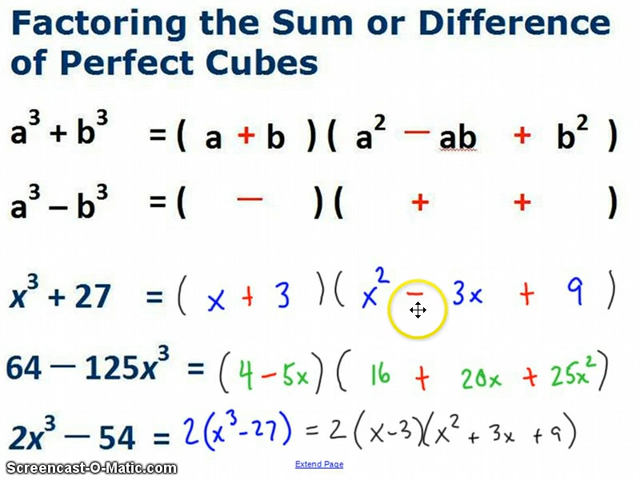 Factoring the Sum or Difference
of Perfect Cubes
a³ + b³ = ( a + b )( a² − ab + b² )
a³ − b³ = ( − )( + + )
x³ + 27 = ( x + 3 )( x² − 3x + 9 )
64 − 125x³ = (4 − 5x)( 16 + 20x + 25x²)
2x³ − 54 = 2(x³-27) = 2(x-3)(x² + 3x + 9)
Screencast-O-Matic.com
Extend Page